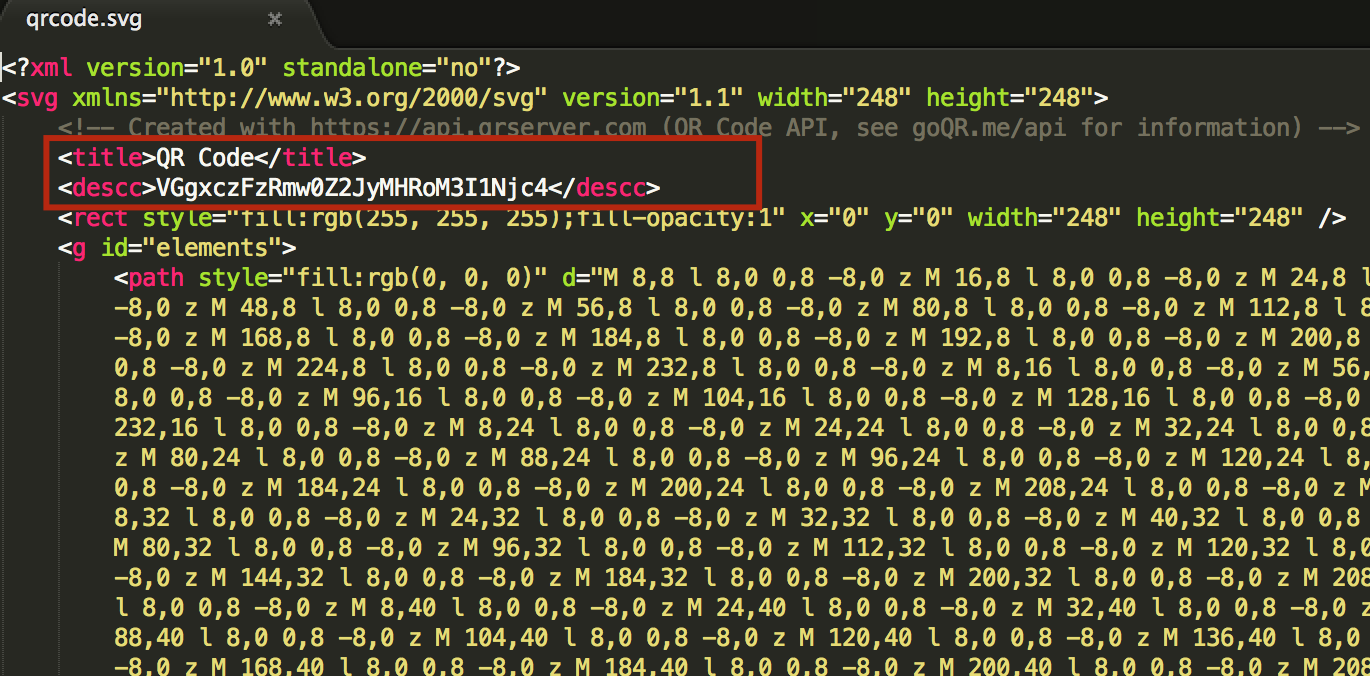 qrcode.svg
<?xml version="1.0" standalone="no"?>
<svg xmlns="http://www.w3.org/2000/svg" version="1.1" width="248" height="248">
<!-- Created with https://api.qrserver.com (QR Code API, see goQR.me/api for information) -->
<title>QR Code</title>
<descc>VGgxczFzRmw0Z2JyMHRoM3I1Njc4</descc>
<rect style="fill:rgb(255, 255, 255);fill-opacity:1" x="0" y="0" width="248" height="248" />
<g id="elements">
<path style="fill:rgb(0, 0, 0)" d="M 8,8 l 8,0 0,8 -8,0 z M 16,8 l 8,0 0,8 -8,0 z M 24,8 l
-8,0 z M 48,8 l 8,0 0,8 -8,0 z M 56,8 l 8,0 0,8 -8,0 z M 80,8 l 8,0 0,8 -8,0 z M 112,8 l 8
-8,0 z M 168,8 l 8,0 0,8 -8,0 z M 184,8 l 8,0 0,8 -8,0 z M 192,8 l 8,0 0,8 -8,0 z M 200,8
0,8 -8,0 z M 224,8 l 8,0 0,8 -8,0 z M 232,8 l 8,0 0,8 -8,0 z M 8,16 l 8,0 0,8 -8,0 z M 56,
8,0 0,8 -8,0 z M 96,16 l 8,0 0,8 -8,0 z M 104,16 l 8,0 0,8 -8,0 z M 128,16 l 8,0 0,8 -8,0
232,16 l 8,0 0,8 -8,0 z M 8,24 l 8,0 0,8 -8,0 z M 24,24 l 8,0 0,8 -8,0 z M 32,24 l 8,0 0,8
z M 80,24 l 8,0 0,8 -8,0 z M 88,24 l 8,0 0,8 -8,0 z M 96,24 l 8,0 0,8 -8,0 z M 120,24 l 8,
0,8 -8,0 z M 184,24 l 8,0 0,8 -8,0 z M 200,24 l 8,0 0,8 -8,0 z M 208,24 l 8,0 0,8 -8,0 z M
8,32 l 8,0 0,8 -8,0 z M 24,32 l 8,0 0,8 -8,0 z M 32,32 l 8,0 0,8 -8,0 z M 40,32 l 8,0 0,8
M 80,32 l 8,0 0,8 -8,0 z M 96,32 l 8,0 0,8 -8,0 z M 112,32 l 8,0 0,8 -8,0 z M 120,32 l 8,0
-8,0 z M 144,32 l 8,0 0,8 -8,0 z M 184,32 l 8,0 0,8 -8,0 z M 200,32 l 8,0 0,8 -8,0 z M 208
l 8,0 0,8 -8,0 z M 8,40 l 8,0 0,8 -8,0 z M 24,40 l 8,0 0,8 -8,0 z M 32,40 l 8,0 0,8 -8,0 z
88,40 l 8,0 0,8 -8,0 z M 104,40 l 8,0 0,8 -8,0 z M 120,40 l 8,0 0,8 -8,0 z M 136,40 l 8,0
-8,0 z M 168,40 l 8,0 0,8 -8,0 z M 184,40 l 8,0 0,8 -8,0 z M 200,40 l 8,0 0,8 -8,0 z M 208